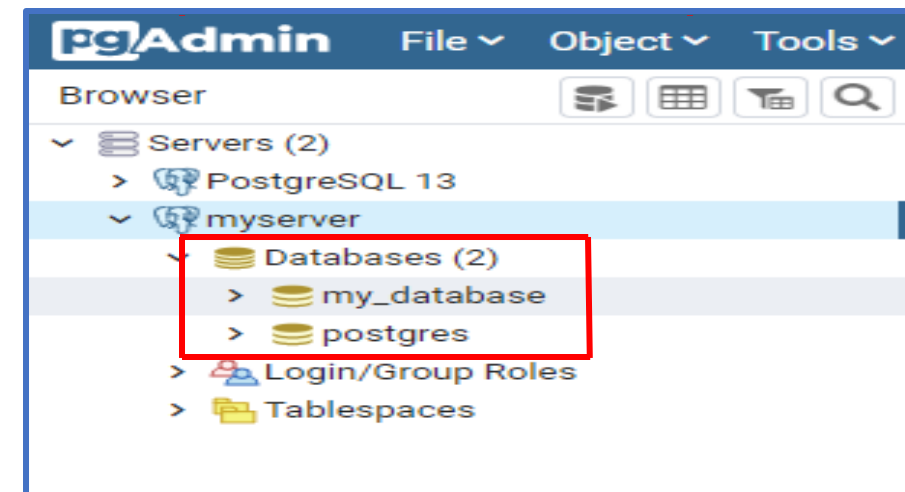 pgAdmin File Object Tools
Browser
Servers (2)
PostgreSQL 13
myserver
Databases (2)
my_database
postgres
Login/Group Roles
Tablespaces